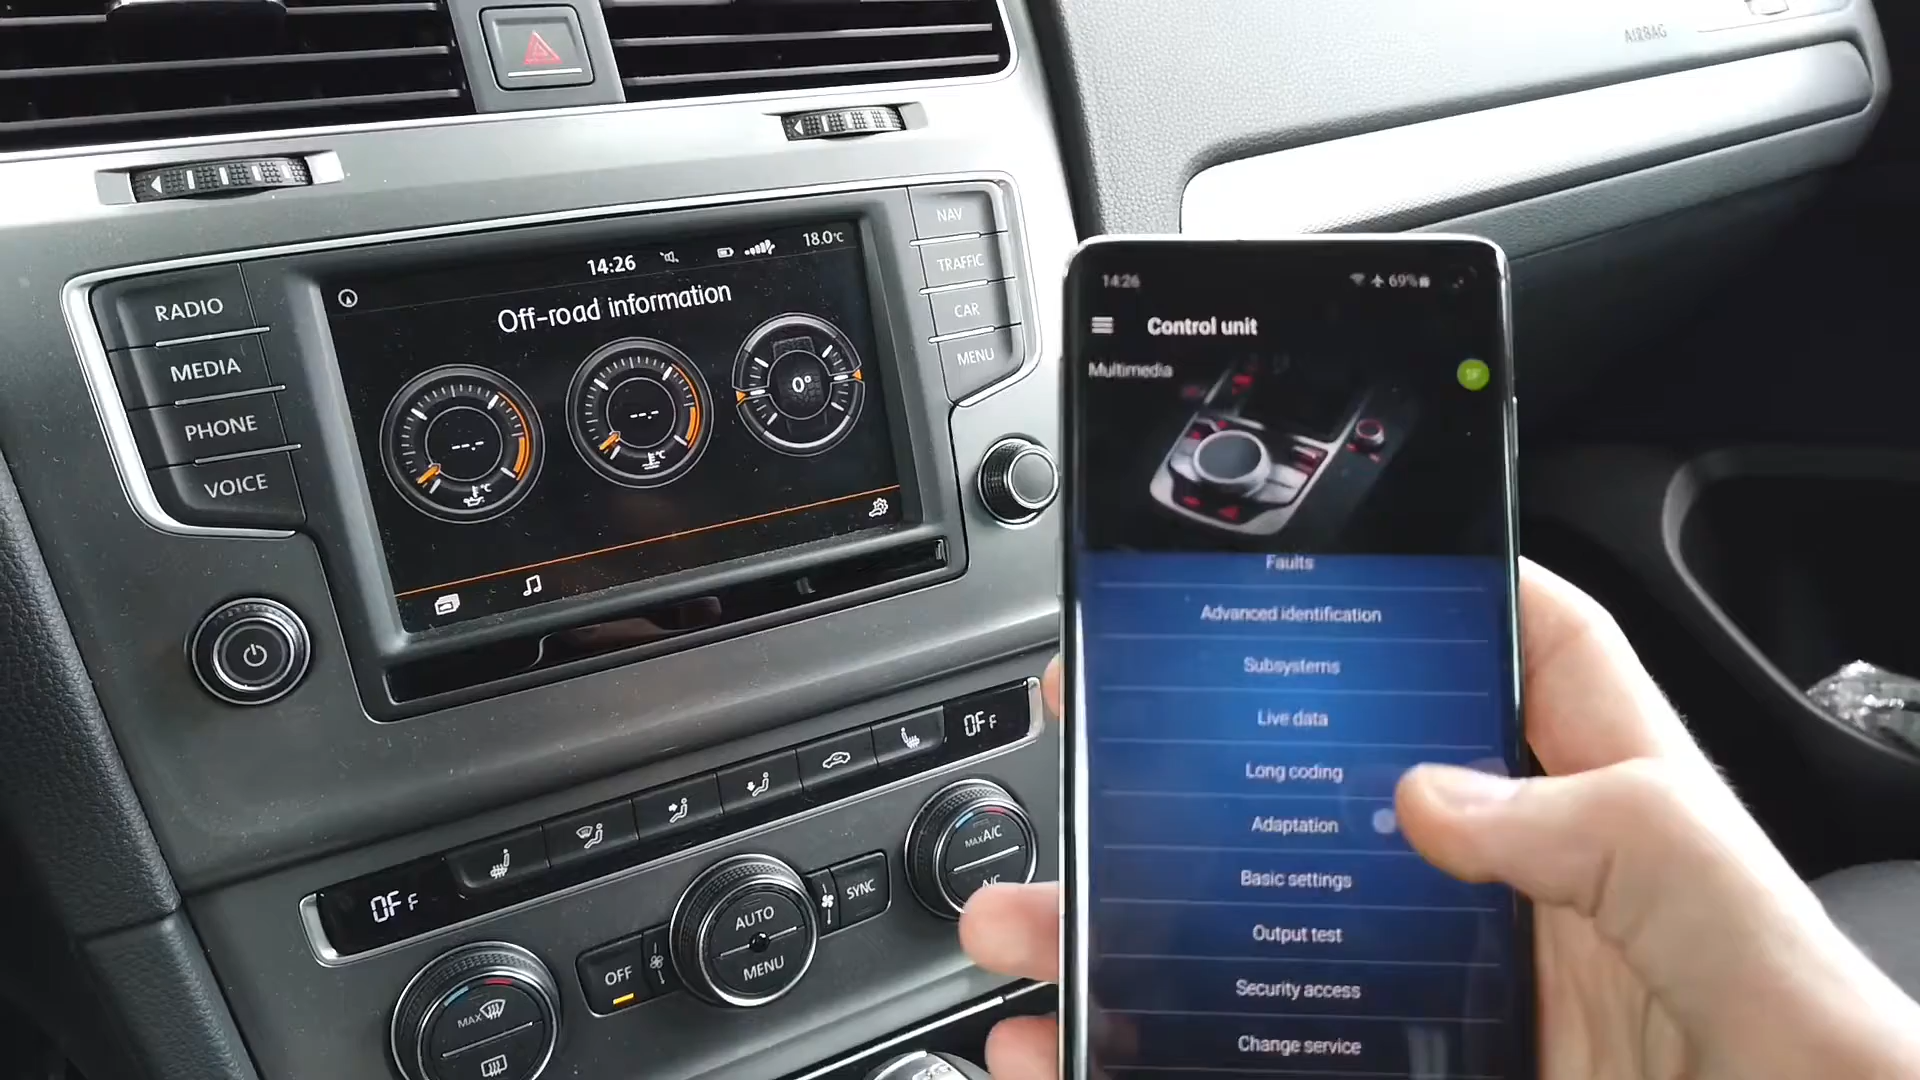 AIRBAG
14:26
18.0°C
Off-road information
--.-
°C
--.-
°C
0°
RADIO
MEDIA
PHONE
VOICE
NAV
TRAFFIC
CAR
MENU
OFF
OFF
SYNC
AUTO
MENU
OFF
MAX A/C
A/C
MAX
14:26
69%
Control unit
Multimedia
Faults
Advanced identification
Subsystems
Live data
Long coding
Adaptation
Basic settings
Output test
Security access
Change service